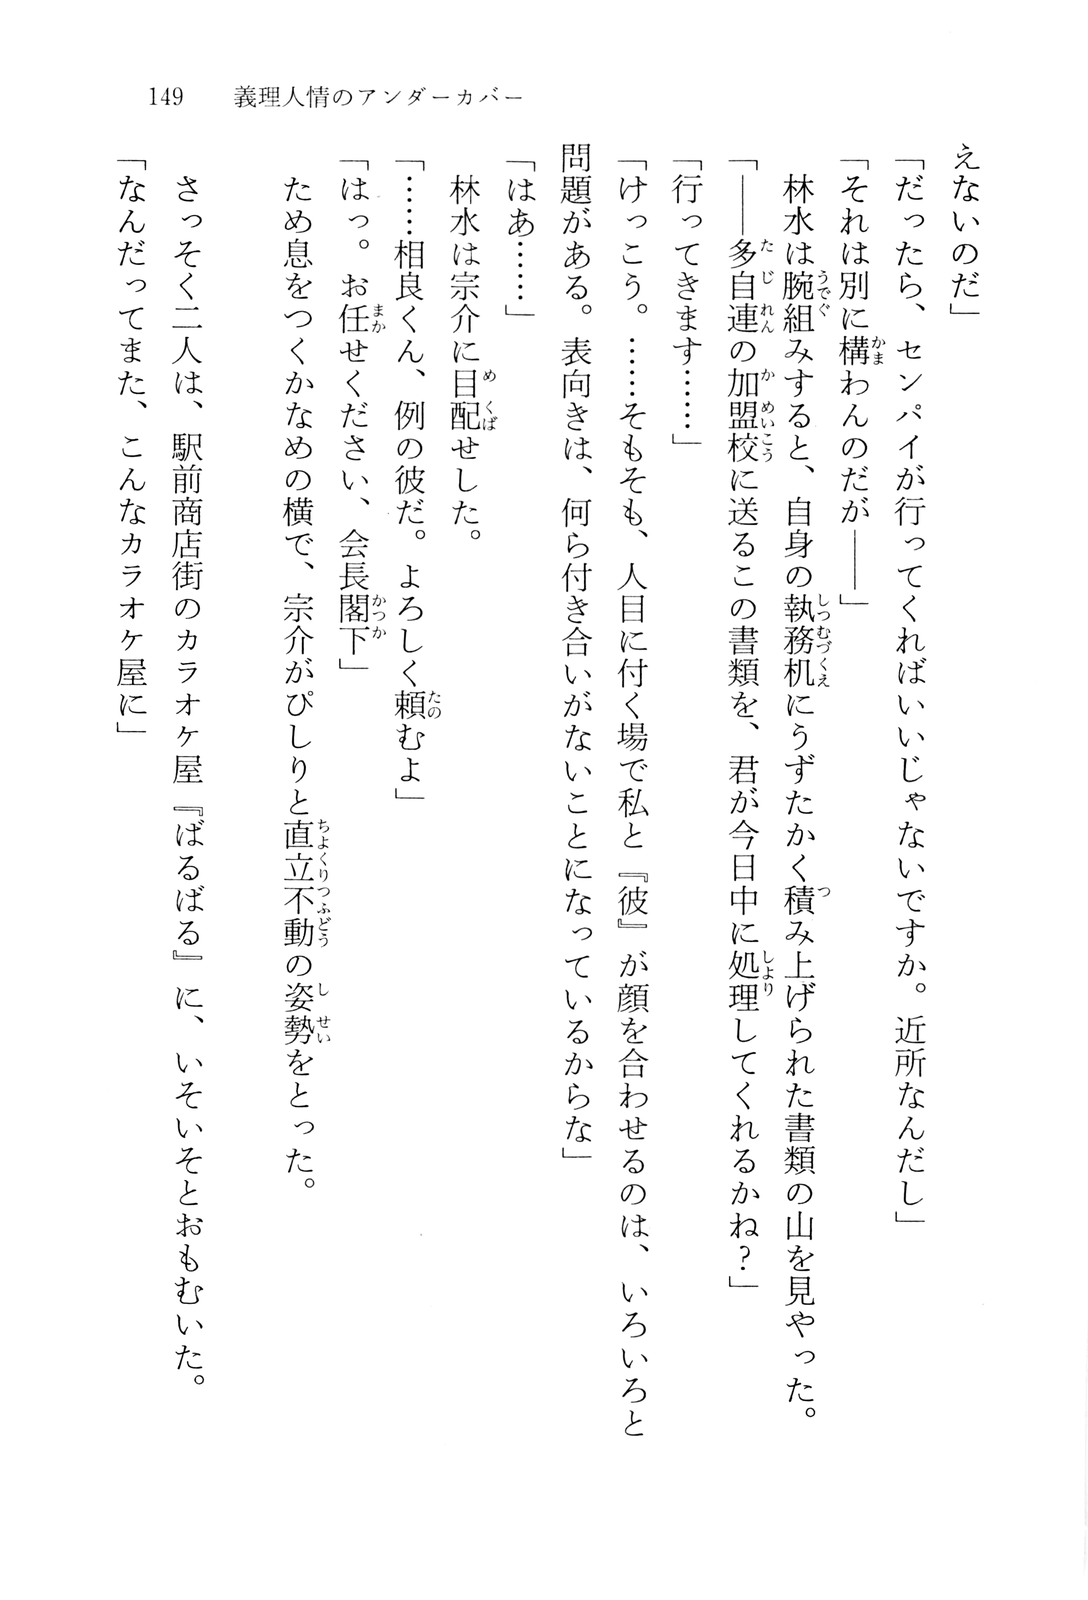 149　義理人情のアンダーカバー
えないのだ」
「だったら、センパイが行ってくればいいじゃないですか。近所なんだし」
「それは別に構わんのだが――」
　林水は腕組みすると、自身の執務机にうずたかく積み上げられた書類の山を見やった。
「――多自連の加盟校に送るこの書類を、君が今日中に処理してくれるかね？」
「行ってきます……」
「けっこう。……そもそも、人目に付く場で私と『彼』が顔を合わせるのは、いろいろと
問題がある。表向きは、何ら付き合いがないことになっているからな」
「はあ……」
　林水は宗介に目配せした。
「……相良くん、例の彼だ。よろしく頼むよ」
「はっ。お任せください、会長閣下」
　ため息をつくかなめの横で、宗介がぴしりと直立不動の姿勢をとった。
　さっそく二人は、駅前商店街のカラオケ屋『ばるばる』に、いそいそとおもむいた。
「なんだってまた、こんなカラオケ屋に」